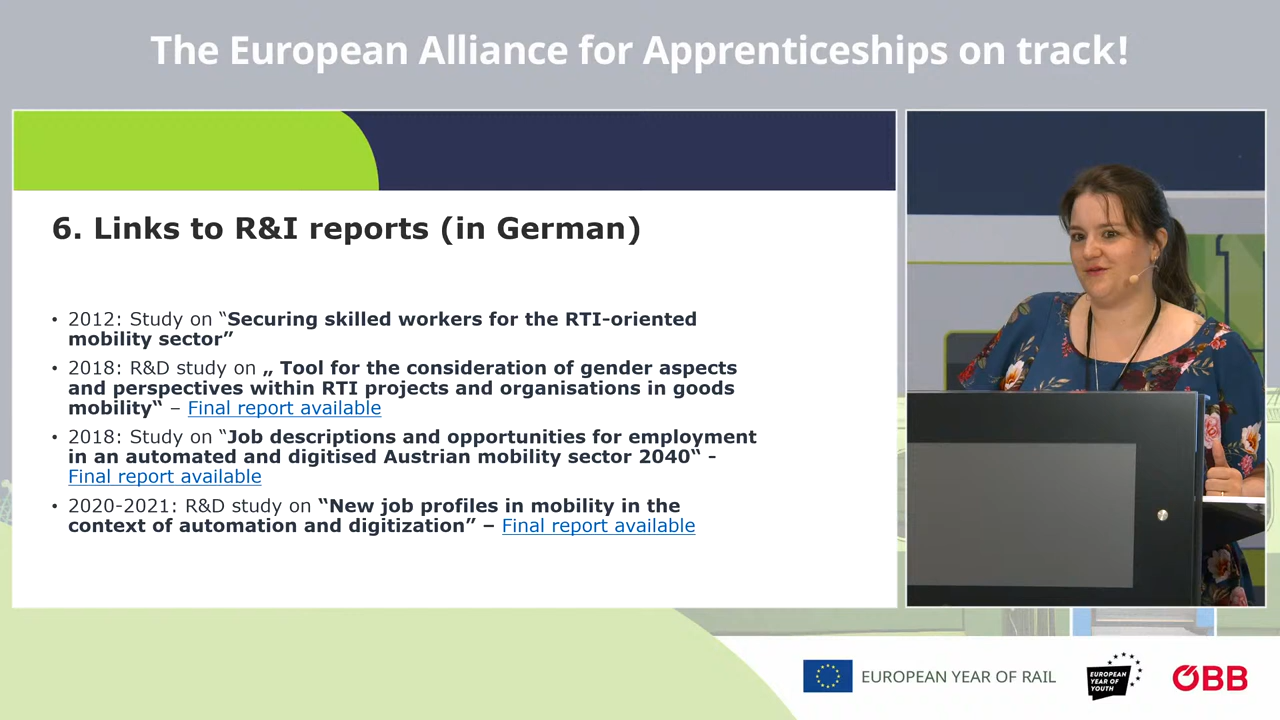 The European Alliance for Apprenticeships on track!
6. Links to R&I reports (in German)
• 2012: Study on “Securing skilled workers for the RTI-oriented
mobility sector”
• 2018: R&D study on „ Tool for the consideration of gender aspects
and perspectives within RTI projects and organisations in goods
mobility“ – Final report available
• 2018: Study on “Job descriptions and opportunities for employment
in an automated and digitised Austrian mobility sector 2040“ -
Final report available
• 2020-2021: R&D study on “New job profiles in mobility in the
context of automation and digitization” – Final report available
EUROPEAN YEAR OF RAIL
EUROPEAN
YEAR OF
YOUTH
ÖBB